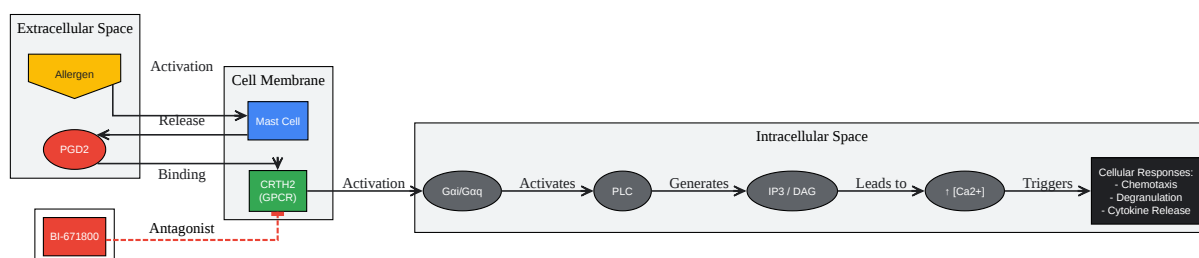 Extracellular Space
Allergen
Activation
Cell Membrane
Mast Cell
Release
PGD2
Binding
CRTH2
(GPCR)
BI-671800
Antagonist
Intracellular Space
Activation
Gαi/Gαq
Activates
PLC
Generates
IP3 / DAG
Leads to
↑ [Ca2+]
Triggers
Cellular Responses:
- Chemotaxis
- Degranulation
- Cytokine Release